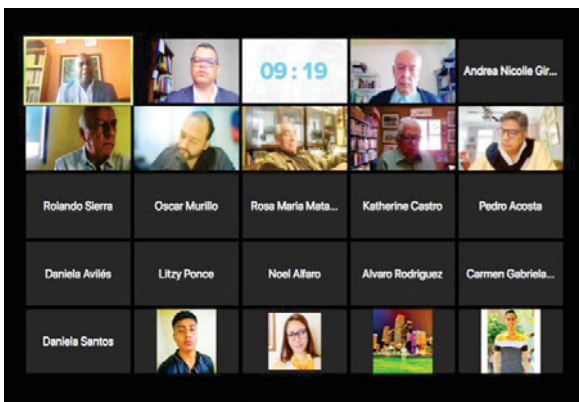 09:19
Andrea Nicolle Gir...
Rolando Sierra
Oscar Murillo
Rosa Maria Mata...
Katherine Castro
Pedro Acosta
Daniela Avilés
Litzy Ponce
Noel Alfaro
Alvaro Rodriguez
Carmen Gabriela...
Daniela Santos